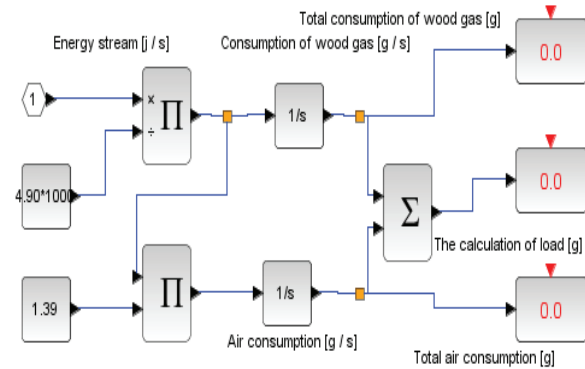 Total consumption of wood gas [g]
Energy stream [j / s]
Consumption of wood gas [g / s]
0.0
1
×
÷
∏
1/s
4.90*1000
0.0
Σ
The calculation of load [g]
1.39
∏
1/s
0.0
Air consumption [g / s]
Total air consumption [g]